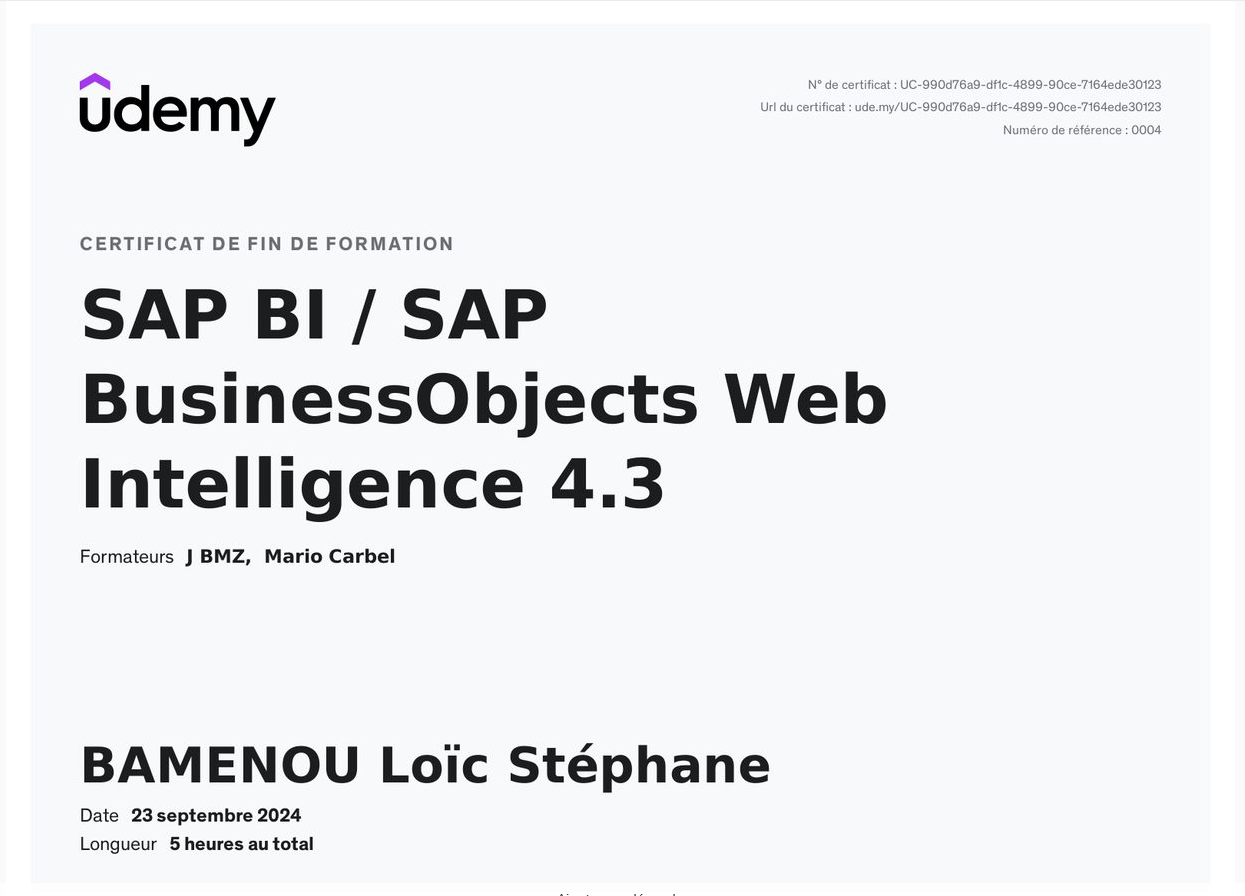 udemy
N° de certificat : UC-990d76a9-df1c-4899-90ce-7164ede30123
Url du certificat : ude.my/UC-990d76a9-df1c-4899-90ce-7164ede30123
Numéro de référence : 0004
CERTIFICAT DE FIN DE FORMATION
SAP BI / SAP
BusinessObjects Web
Intelligence 4.3
Formateurs J BMZ, Mario Carbel
BAMENOU Loïc Stéphane
Date 23 septembre 2024
Longueur 5 heures au total